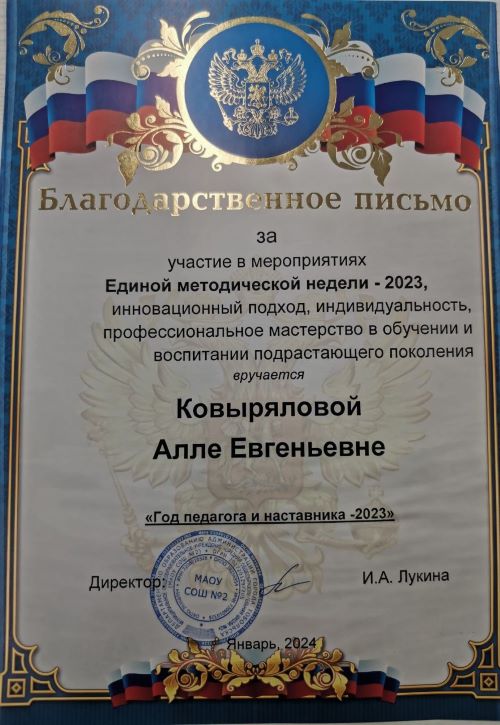 Благодарственное письмо
за
участие в мероприятиях
Единой методической недели - 2023,
инновационный подход, индивидуальность,
профессиональное мастерство в обучении и
воспитании подрастающего поколения
вручается
Ковыряловой
Алле Евгеньевне
«Год педагога и наставника -2023»
Директор:
МАОУ
СОШ №2
И.А. Лукина
Январь, 2024